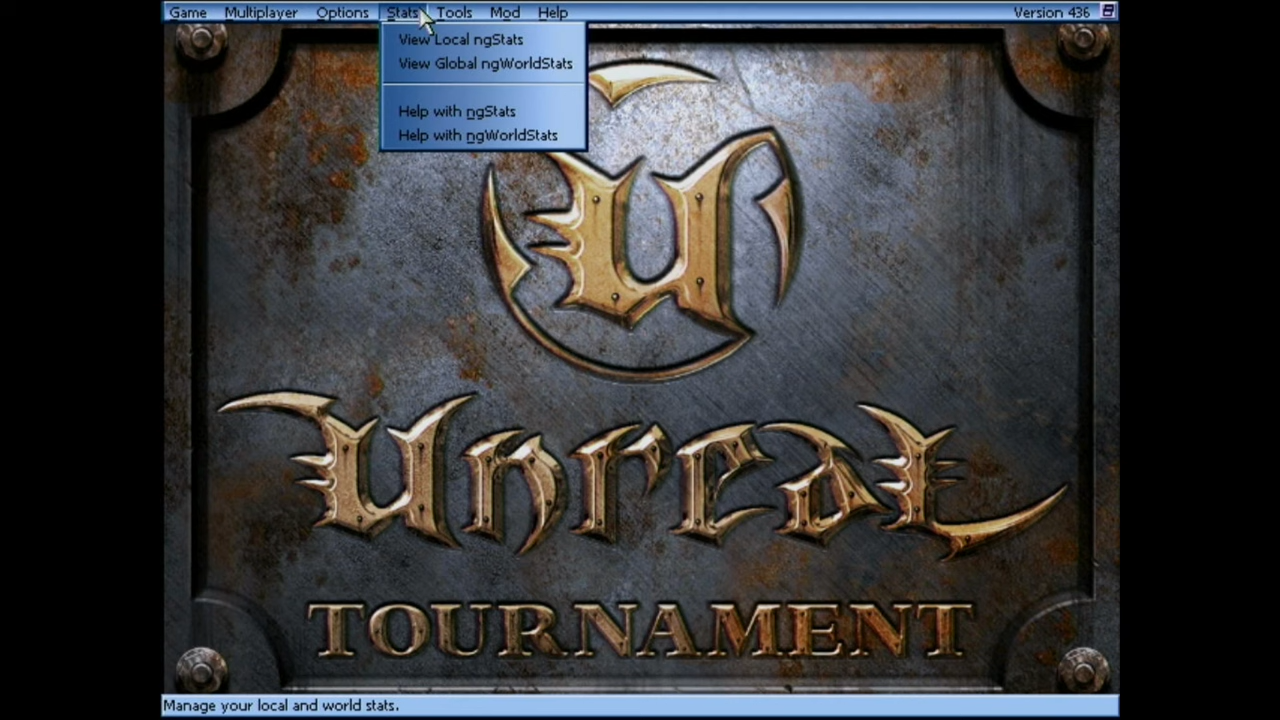 Game Multiplayer Options Stats Tools Mod Help Version 436
View Local ngStats
View Global ngWorldStats
Help with ngStats
Help with ngWorldStats
U
Unreal
TOURNAMENT
Manage your local and world stats.